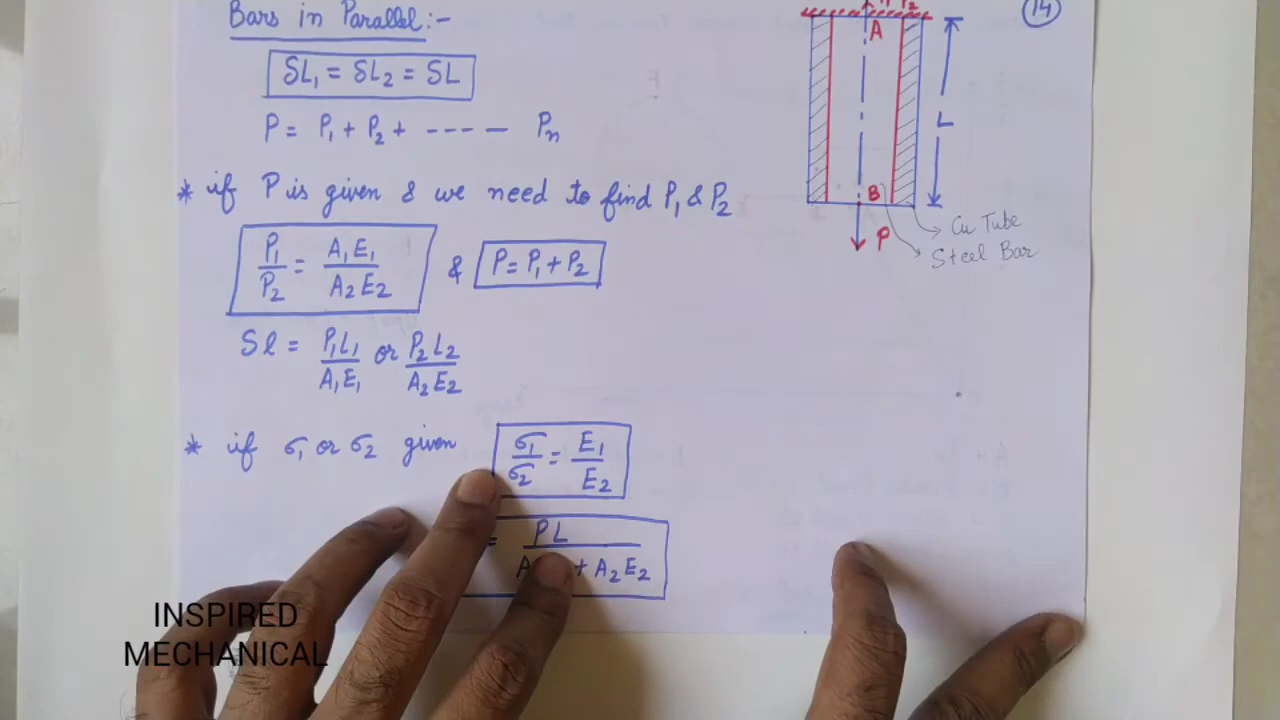 Bars in Parallel:-
14
δL₁ = δL₂ = δL
P = P₁ + P₂ + ----- Pₙ
* if P is given & we need to find P₁ & P₂
P₁/P₂ = A₁E₁/A₂E₂ & P = P₁ + P₂
Sl = P₁L₁/A₁E₁ or P₂L₂/A₂E₂
* if σ₁ or σ₂ given σ₁/σ₂ = E₁/E₂
= PL/A + A₂E₂
A
L
B
P
Cu Tube
Steel Bar
INSPIRED
MECHANICAL